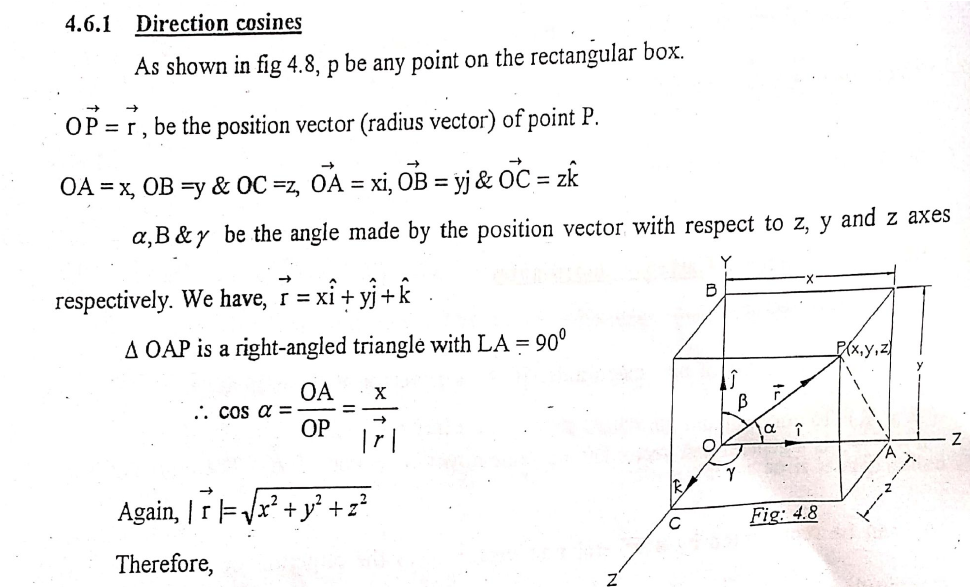 4.6.1 Direction cosines
As shown in fig 4.8, p be any point on the rectangular box.
OP⃗ = r⃗ , be the position vector (radius vector) of point P.
OA = x, OB =y & OC =z, OA⃗ = xi, OB⃗ = yj & OC⃗ = zk̂
α,B & γ be the angle made by the position vector with respect to z, y and z axes
respectively. We have, r⃗ = xî + yĵ + k̂ .
Δ OAP is a right-angled triangle with LA = 90⁰
∴ cos α = OA/OP = x/|r⃗|
Again, | r⃗ |= √x² + y² + z²
Therefore,
Y
x
B
P(x,y,z)
y
ĵ
r⃗
β
α
î
O
Z
A
γ
k̂
z
C
Fig: 4.8
Z